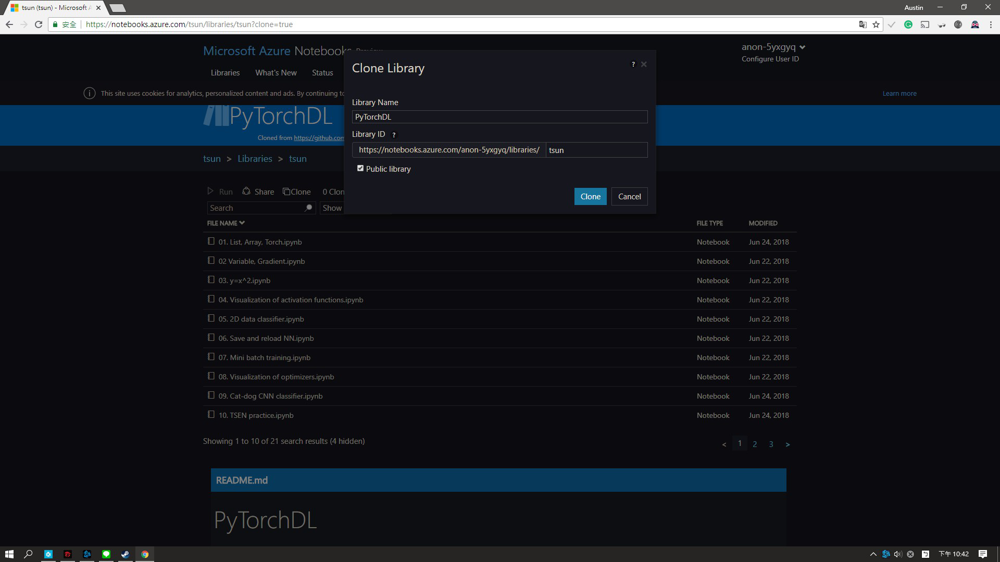 tsun (tsun) - Microsoft A
Austin
安全
https://notebooks.azure.com/tsun/libraries/tsun?clone=true
Microsoft Azure Notebooks Preview
anon-5yxgyq
Configure User ID
Libraries What's New Status
This site uses cookies for analytics, personalized content and ads. By continuing to
Learn more
PyTorchDL
Cloned from https://github.com
tsun > Libraries > tsun
Clone Library
?
Library Name
PyTorchDL
Library ID ?
https://notebooks.azure.com/anon-5yxgyq/libraries/ tsun
Public library
Clone Cancel
Run Share Clone 0 Clon
Search Show
FILE NAME FILE TYPE MODIFIED
01. List, Array, Torch.ipynb Notebook Jun 24, 2018
02 Variable, Gradient.ipynb Notebook Jun 22, 2018
03. y=x^2.ipynb Notebook Jun 22, 2018
04. Visualization of activation functions.ipynb Notebook Jun 22, 2018
05. 2D data classifier.ipynb Notebook Jun 22, 2018
06. Save and reload NN.ipynb Notebook Jun 22, 2018
07. Mini batch training.ipynb Notebook Jun 22, 2018
08. Visualization of optimizers.ipynb Notebook Jun 22, 2018
09. Cat-dog CNN classifier.ipynb Notebook Jun 24, 2018
10. TSEN practice.ipynb Notebook Jun 24, 2018
Showing 1 to 10 of 21 search results (4 hidden)
< 1 2 3 >
README.md
PyTorchDL
ㄅ
下午 10:42